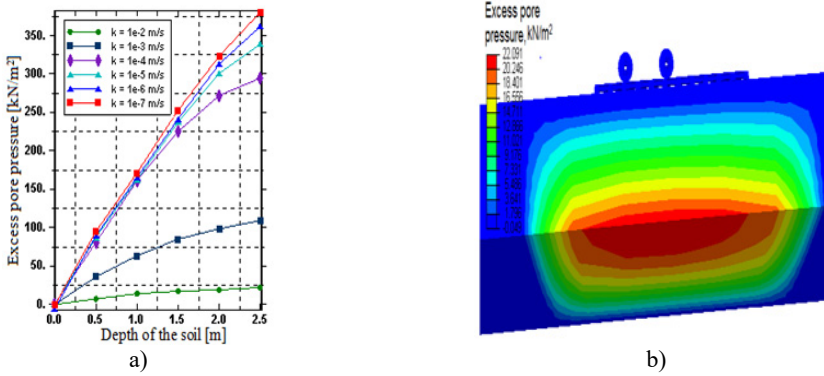 Excess pore pressure [kN/m²]
350.
300.
250.
200.
150.
100.
50.
0.
k = 1e-2 m/s
k = 1e-3 m/s
k = 1e-4 m/s
k = 1e-5 m/s
k = 1e-6 m/s
k = 1e-7 m/s
0.0 0.5 1.0 1.5 2.0 2.5
Depth of the soil [m]
a)
Excess pore
pressure, kN/m²
22.091
20.246
18.401
16.556
b)